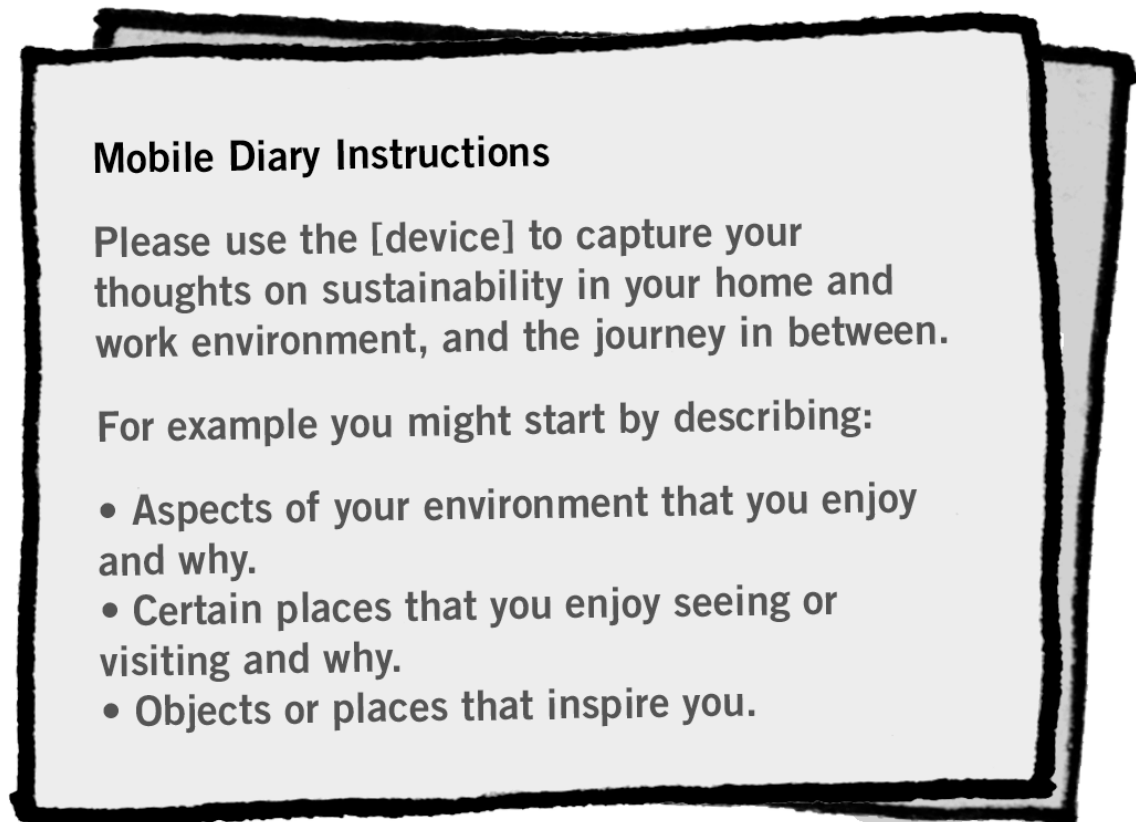 Mobile Diary Instructions
Please use the [device] to capture your
thoughts on sustainability in your home and
work environment, and the journey in between.
For example you might start by describing:
• Aspects of your environment that you enjoy
and why.
• Certain places that you enjoy seeing or
visiting and why.
• Objects or places that inspire you.